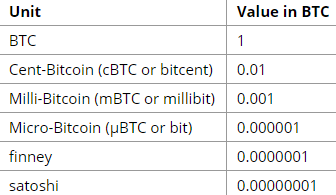 Unit Value in BTC
BTC 1
Cent-Bitcoin (cBTC or bitcent) 0.01
Milli-Bitcoin (mBTC or millibit) 0.001
Micro-Bitcoin (μBTC or bit) 0.000001
finney 0.0000001
satoshi 0.00000001